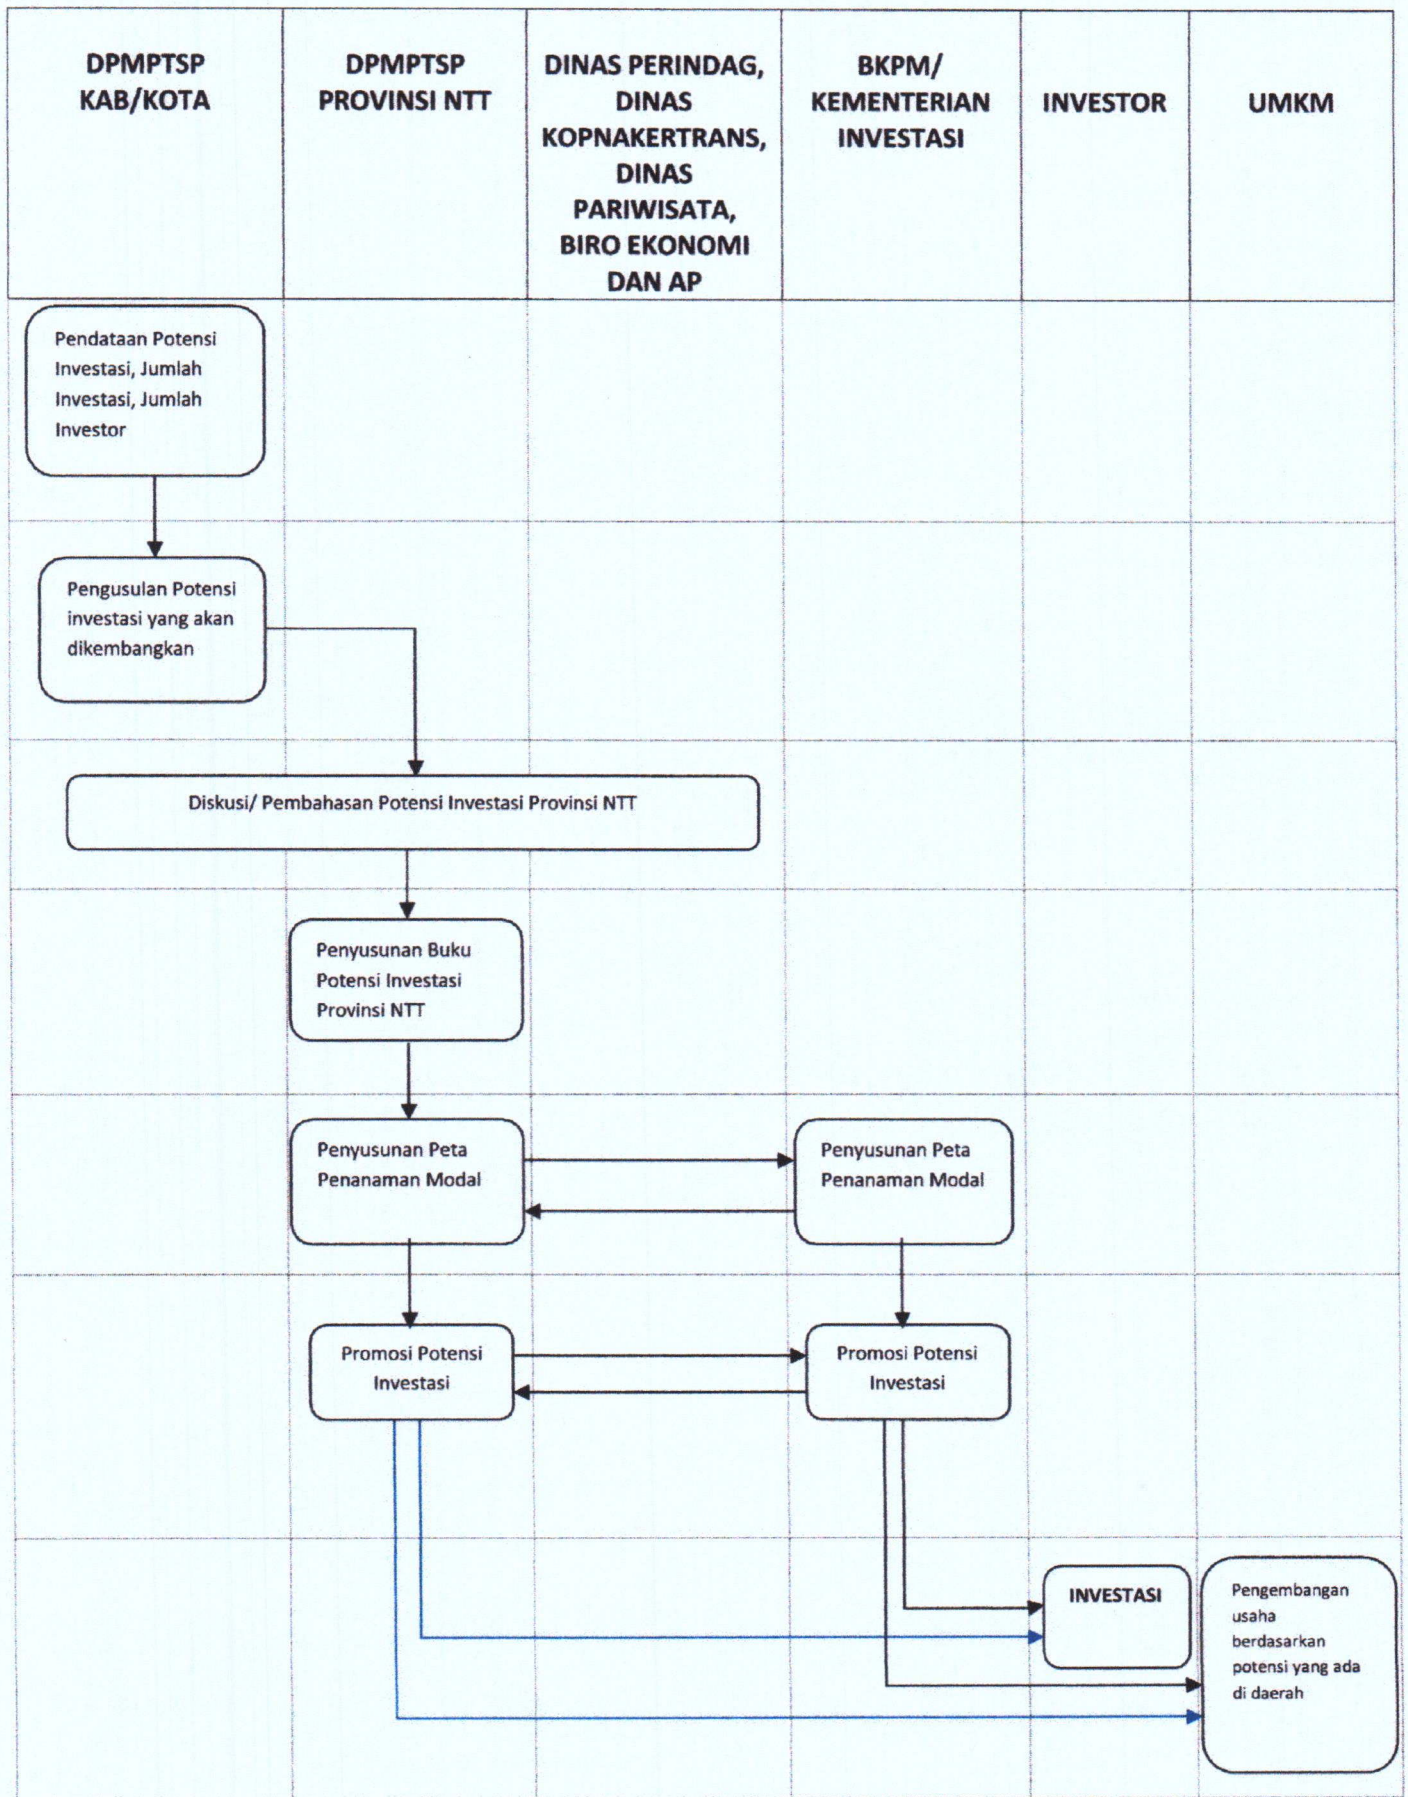 DPMPTSP
KAB/KOTA
DPMPTSP
PROVINSI NTT
DINAS PERINDAG,
DINAS
KOPNAKERTRANS,
DINAS
PARIWISATA,
BIRO EKONOMI
DAN AP
BKPM/
KEMENTERIAN
INVESTASI
INVESTOR
UMKM
Pendataan Potensi
Investasi, Jumlah
Investasi, Jumlah
Investor
Pengusulan Potensi
investasi yang akan
dikembangkan
Diskusi/ Pembahasan Potensi Investasi Provinsi NTT
Penyusunan Buku
Potensi Investasi
Provinsi NTT
Penyusunan Peta
Penanaman Modal
Penyusunan Peta
Penanaman Modal
Promosi Potensi
Investasi
Promosi Potensi
Investasi
INVESTASI
Pengembangan
usaha
berdasarkan
potensi yang ada
di daerah